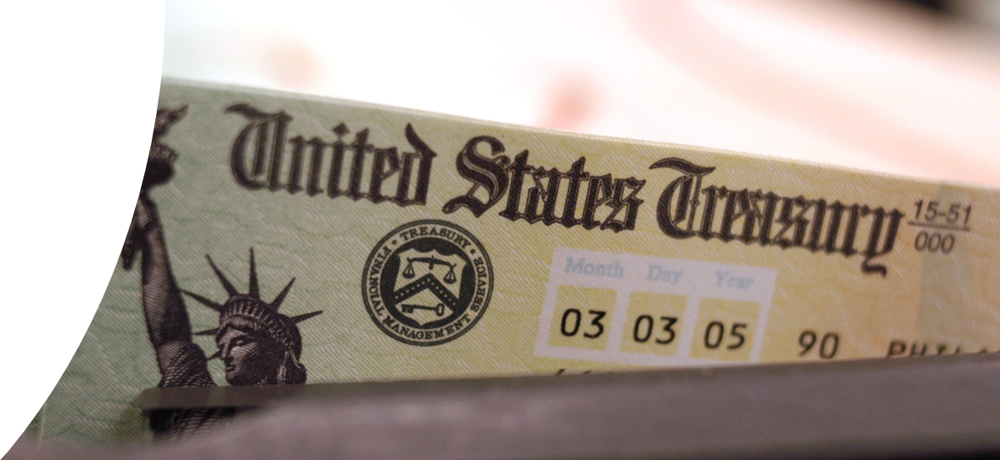 United States Treasury
15-51
000
TREASURY
FINANCIAL MANAGEMENT SERVICE
Month Day Year
03 03 05 90